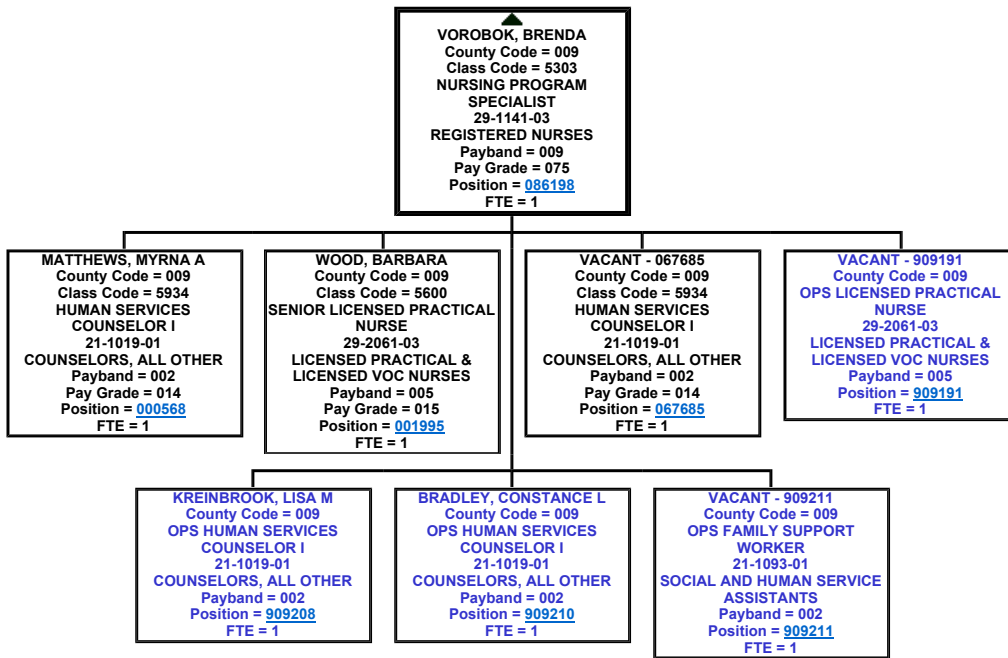 VOROBOK, BRENDA
County Code = 009
Class Code = 5303
NURSING PROGRAM
SPECIALIST
29-1141-03
REGISTERED NURSES
Payband = 009
Pay Grade = 075
Position = 086198
FTE = 1
MATTHEWS, MYRNA A
County Code = 009
Class Code = 5934
HUMAN SERVICES
COUNSELOR I
21-1019-01
COUNSELORS, ALL OTHER
Payband = 002
Pay Grade = 014
Position = 000568
FTE = 1
WOOD, BARBARA
County Code = 009
Class Code = 5600
SENIOR LICENSED PRACTICAL
NURSE
29-2061-03
LICENSED PRACTICAL &
LICENSED VOC NURSES
Payband = 005
Pay Grade = 015
Position = 001995
FTE = 1
VACANT - 067685
County Code = 009
Class Code = 5934
HUMAN SERVICES
COUNSELOR I
21-1019-01
COUNSELORS, ALL OTHER
Payband = 002
Pay Grade = 014
Position = 067685
FTE = 1
VACANT - 909191
County Code = 009
OPS LICENSED PRACTICAL
NURSE
29-2061-03
LICENSED PRACTICAL &
LICENSED VOC NURSES
Payband = 005
Position = 909191
FTE = 1
KREINBROOK, LISA M
County Code = 009
OPS HUMAN SERVICES
COUNSELOR I
21-1019-01
COUNSELORS, ALL OTHER
Payband = 002
Position = 909208
FTE = 1
BRADLEY, CONSTANCE L
County Code = 009
OPS HUMAN SERVICES
COUNSELOR I
21-1019-01
COUNSELORS, ALL OTHER
Payband = 002
Position = 909210
FTE = 1
VACANT - 909211
County Code = 009
OPS FAMILY SUPPORT
WORKER
21-1093-01
SOCIAL AND HUMAN SERVICE
ASSISTANTS
Payband = 002
Position = 909211
FTE = 1